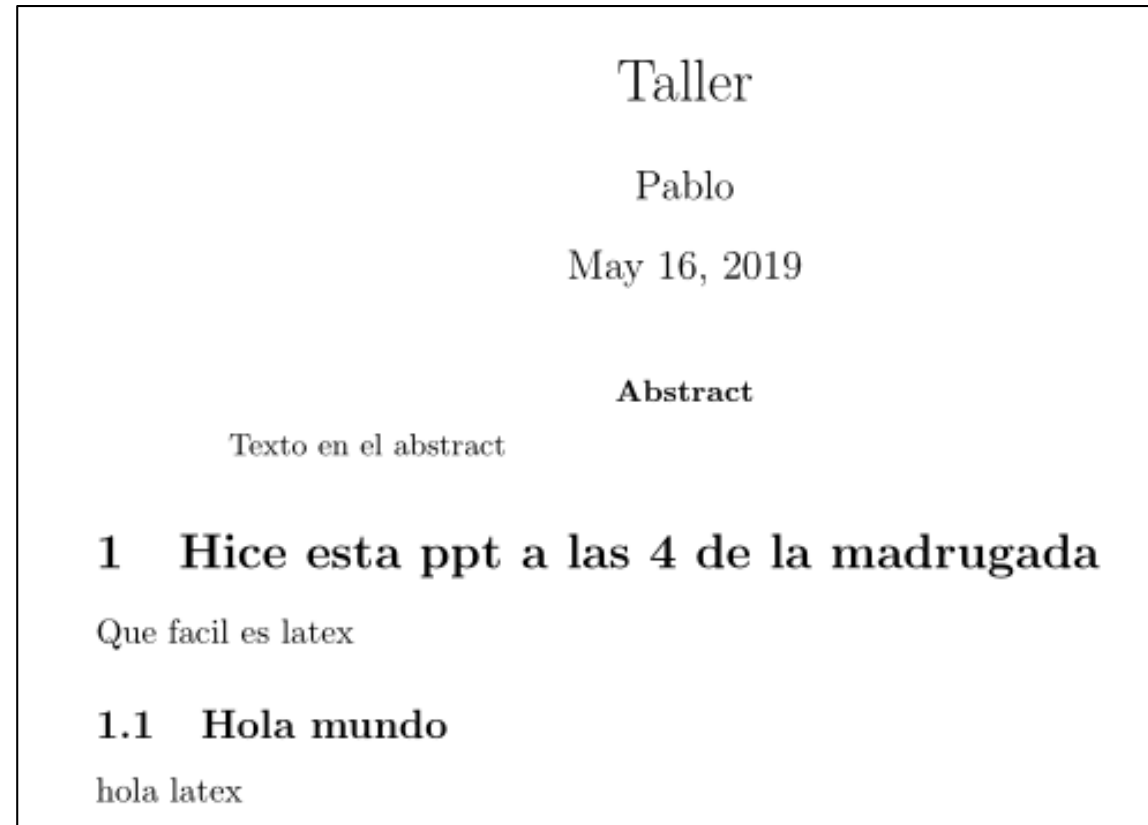 Taller
Pablo
May 16, 2019
Abstract
Texto en el abstract
1 Hice esta ppt a las 4 de la madrugada
Que facil es latex
1.1 Hola mundo
hola latex